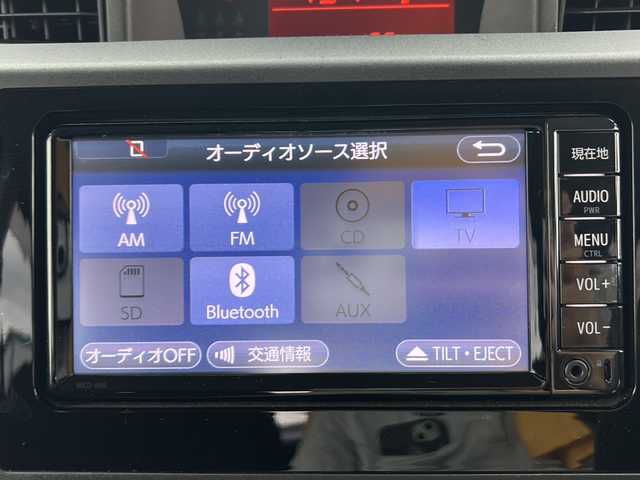 オーディオソース選択
現在地
AM
FM
CD
TV
AUDIO
PWR
MENU
CTRL
SD
Bluetooth
AUX
VOL+
VOL-
オーディオOFF
交通情報
TILT・EJECT